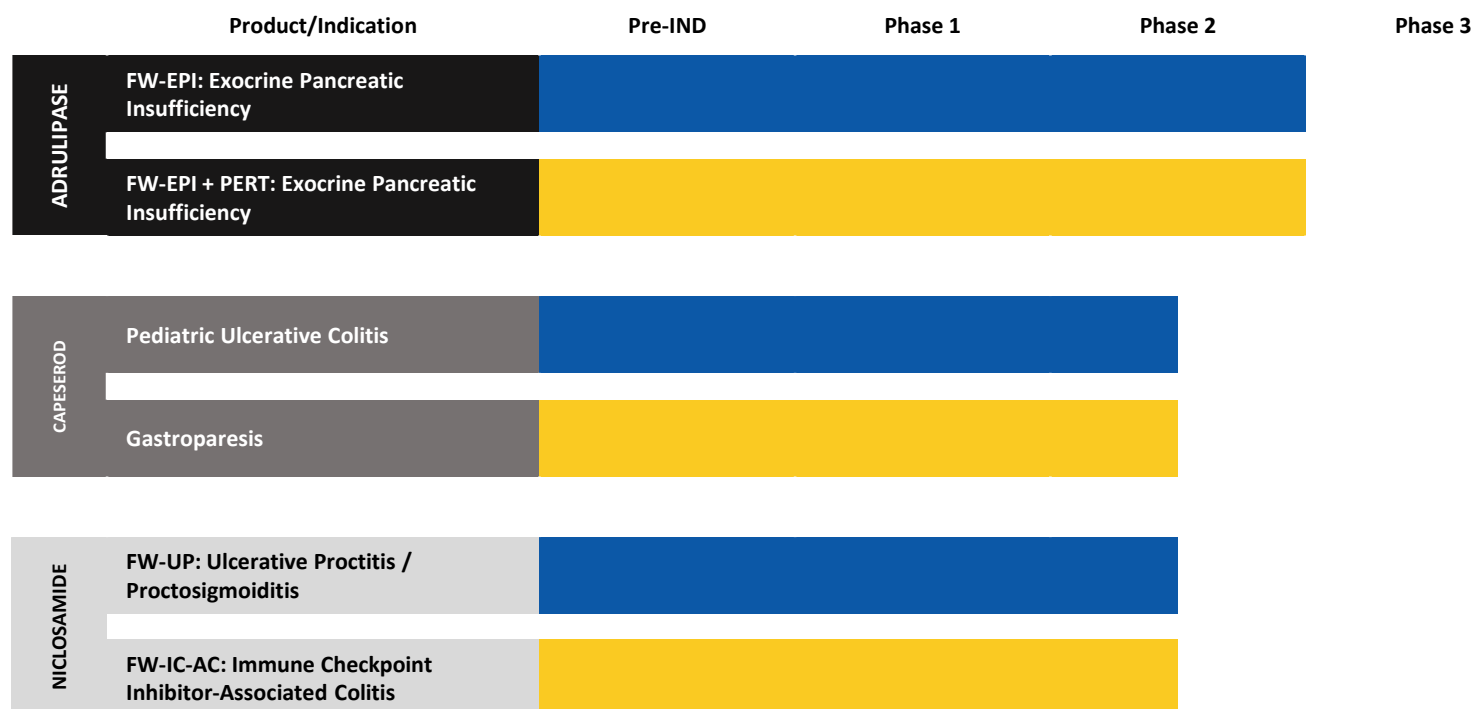 Product/Indication Pre-IND Phase 1 Phase 2 Phase 3
ADRULIPASE
FW-EPI: Exocrine Pancreatic
Insufficiency
FW-EPI + PERT: Exocrine Pancreatic
Insufficiency
CAPESEROD
Pediatric Ulcerative Colitis
Gastroparesis
NICLOSAMIDE
FW-UP: Ulcerative Proctitis /
Proctosigmoiditis
FW-IC-AC: Immune Checkpoint
Inhibitor-Associated Colitis